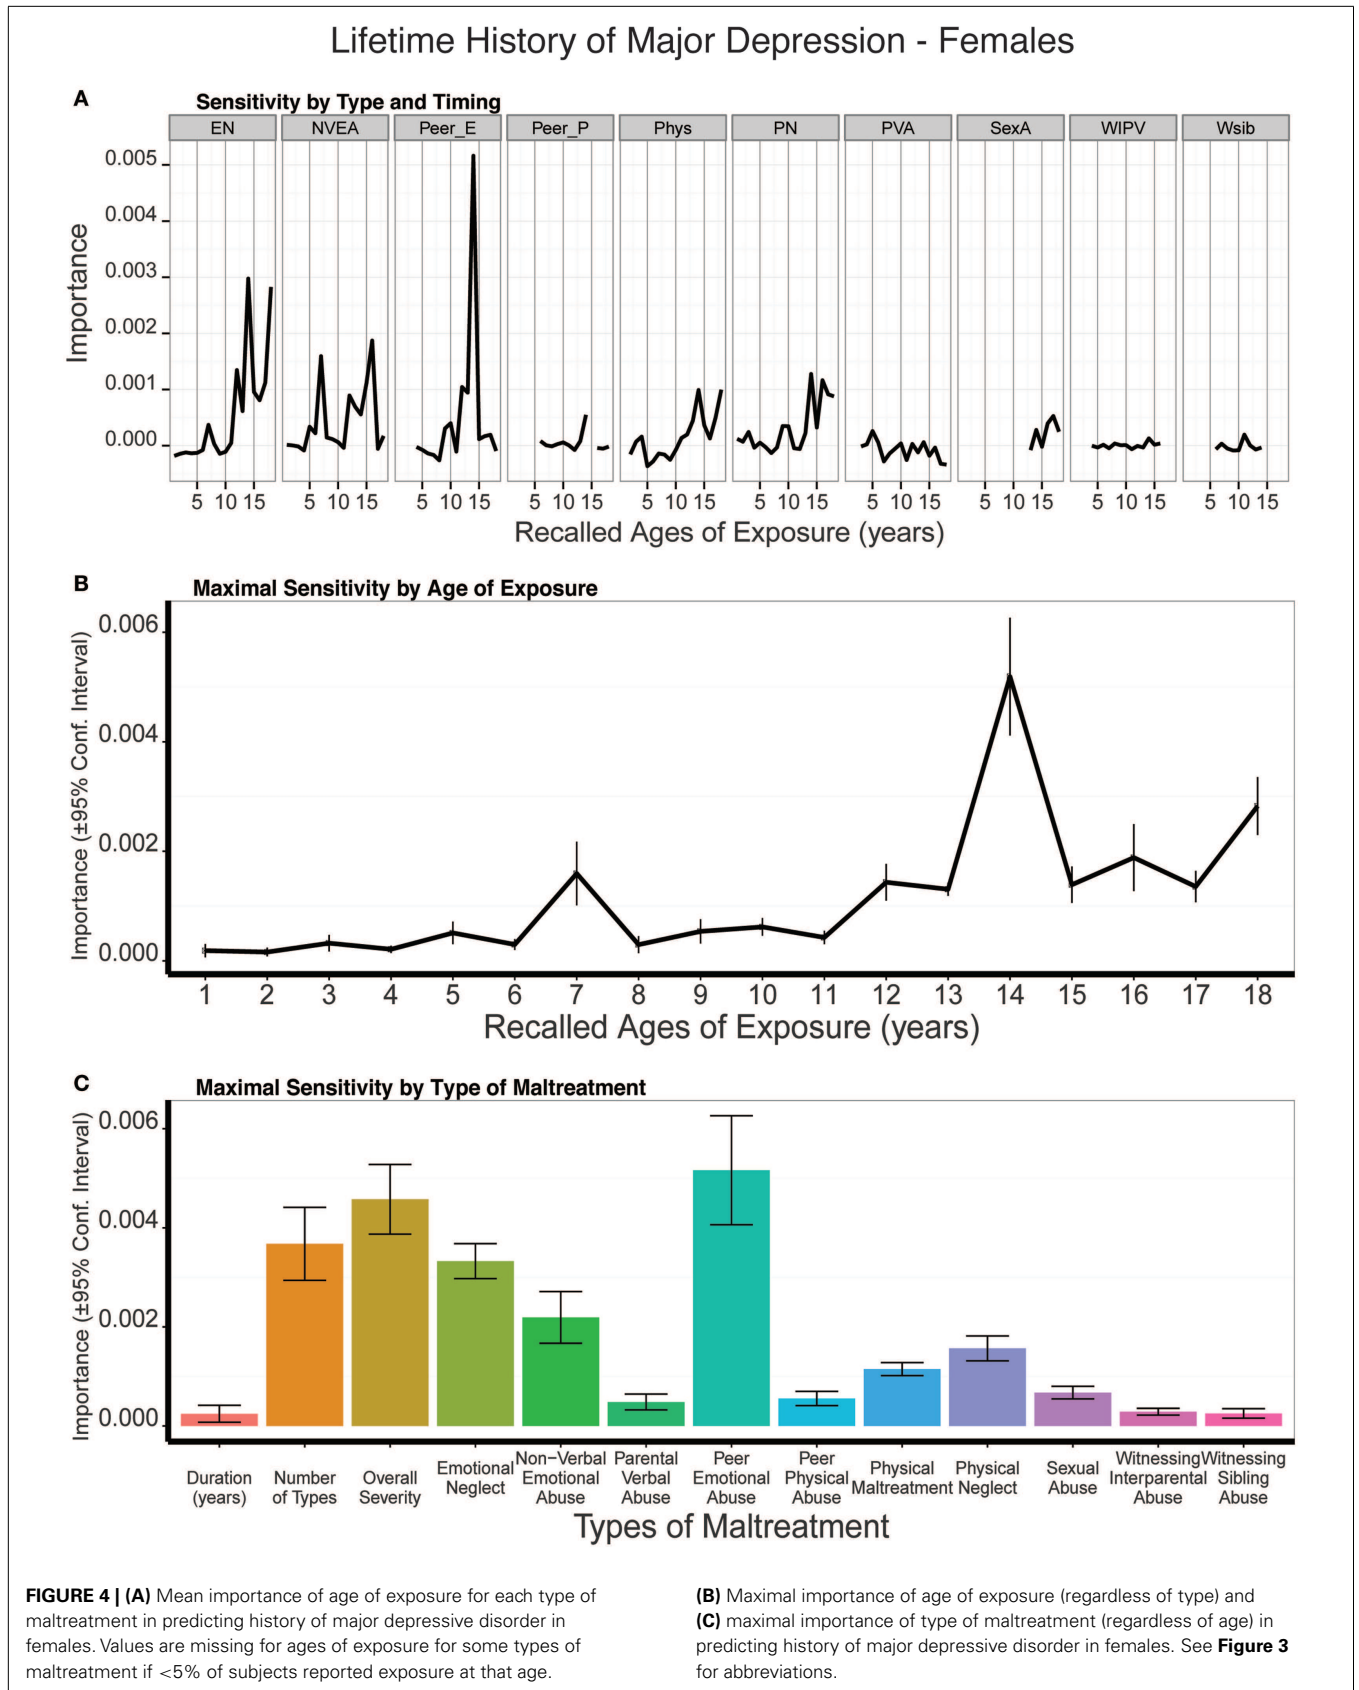 Lifetime History of Major Depression - Females
A
Sensitivity by Type and Timing
EN NVEA Peer_E Peer_P Phys PN PVA SexA WIPV Wsib
Importance
0.005
0.004
0.003
0.002
0.001
0.000
5 10 15 5 10 15 5 10 15 5 10 15 5 10 15 5 10 15 5 10 15 5 10 15 5 10 15 5 10 15
Recalled Ages of Exposure (years)
B
Maximal Sensitivity by Age of Exposure
Importance (±95% Conf. Interval)
0.006
0.004
0.002
0.000
1 2 3 4 5 6 7 8 9 10 11 12 13 14 15 16 17 18
Recalled Ages of Exposure (years)
C
Maximal Sensitivity by Type of Maltreatment
Importance (±95% Conf. Interval)
0.006
0.004
0.002
0.000
Duration
(years)
Number
of Types
Overall
Severity
Emotional
Neglect
Non−Verbal
Emotional
Abuse
Parental
Verbal
Abuse
Peer
Emotional
Abuse
Peer
Physical
Abuse
Physical
Maltreatment
Physical
Neglect
Sexual
Abuse
Witnessing
Interparental
Abuse
Witnessing
Sibling
Abuse
Types of Maltreatment
FIGURE 4 | (A) Mean importance of age of exposure for each type of
maltreatment in predicting history of major depressive disorder in
females. Values are missing for ages of exposure for some types of
maltreatment if <5% of subjects reported exposure at that age.
(B) Maximal importance of age of exposure (regardless of type) and
(C) maximal importance of type of maltreatment (regardless of age) in
predicting history of major depressive disorder in females. See Figure 3
for abbreviations.